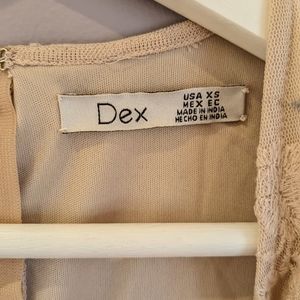 Dex
USA XS
MEX EC
MADE IN INDIA
HECHO EN INDIA